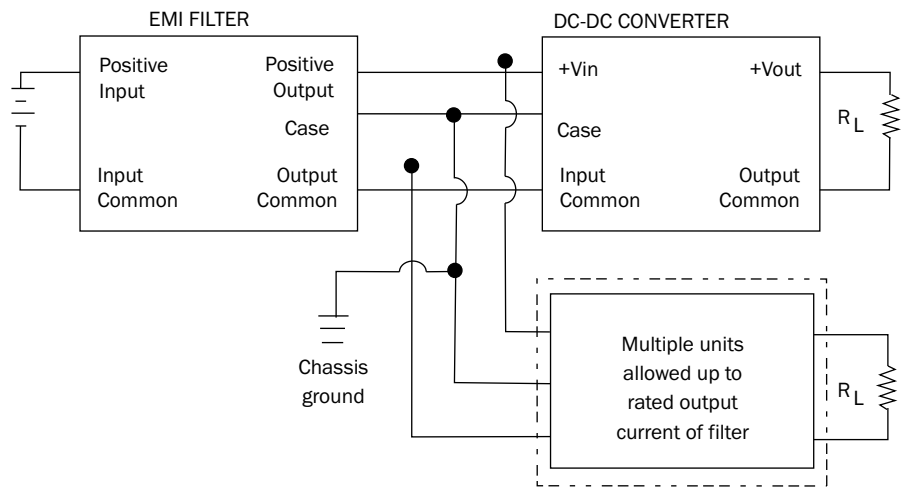 EMI FILTER
DC-DC CONVERTER
Positive
Input
Positive
Output
Case
Input
Common
Output
Common
+Vin
+Vout
Case
Input
Common
Output
Common
R L
Chassis
ground
Multiple units
allowed up to
rated output
current of filter
R L